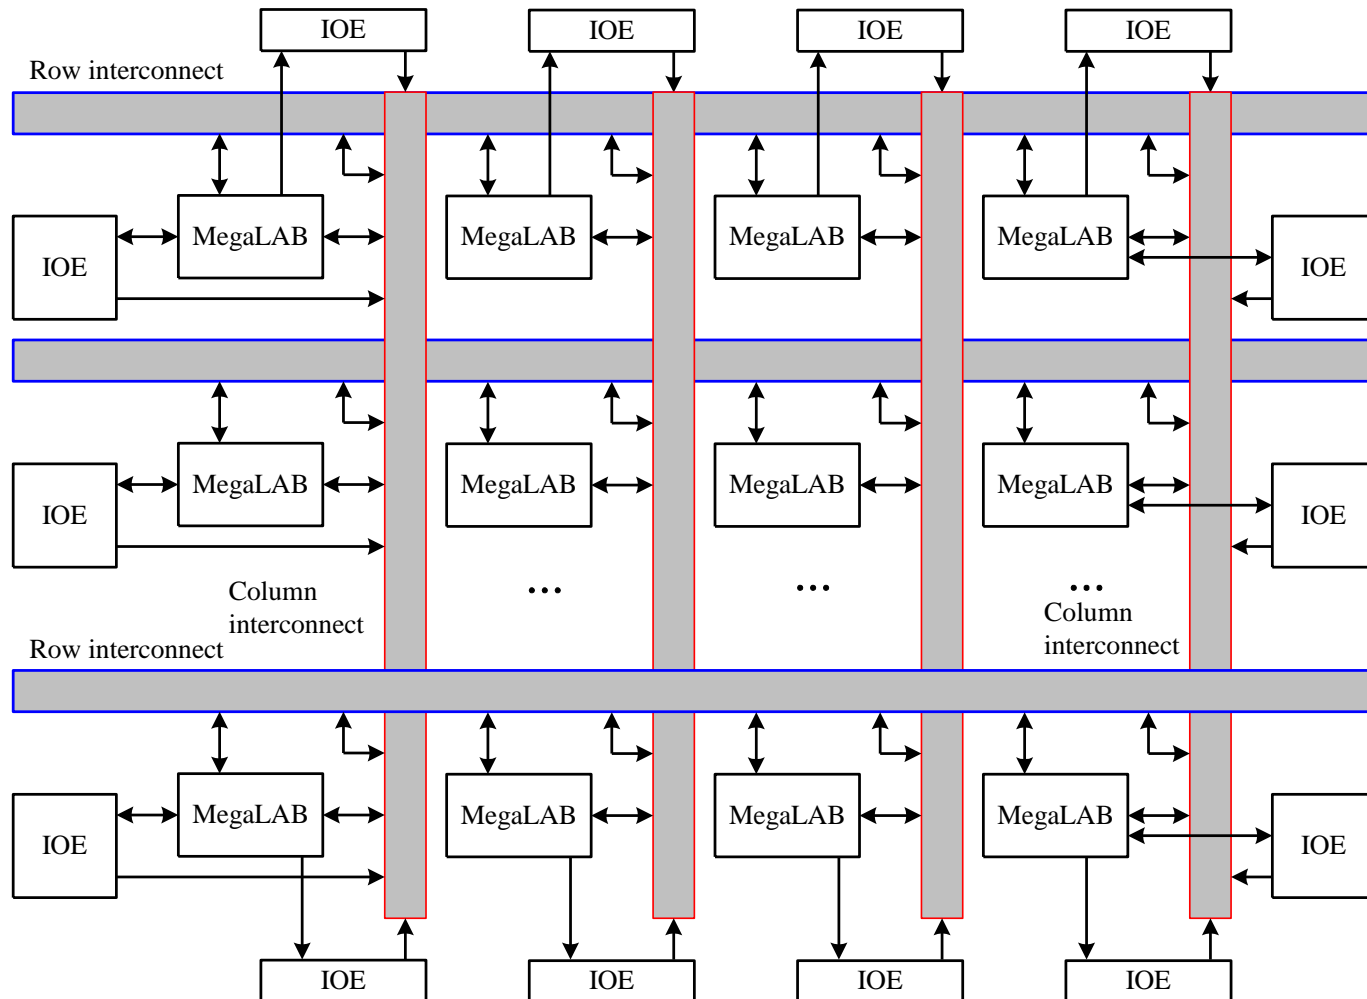 IOE IOE IOE IOE
Row interconnect
MegaLAB MegaLAB MegaLAB MegaLAB
IOE IOE
MegaLAB MegaLAB MegaLAB MegaLAB
IOE IOE
... ... ...
Column
interconnect
Column
interconnect
Row interconnect
MegaLAB MegaLAB MegaLAB MegaLAB
IOE IOE
IOE IOE IOE IOE